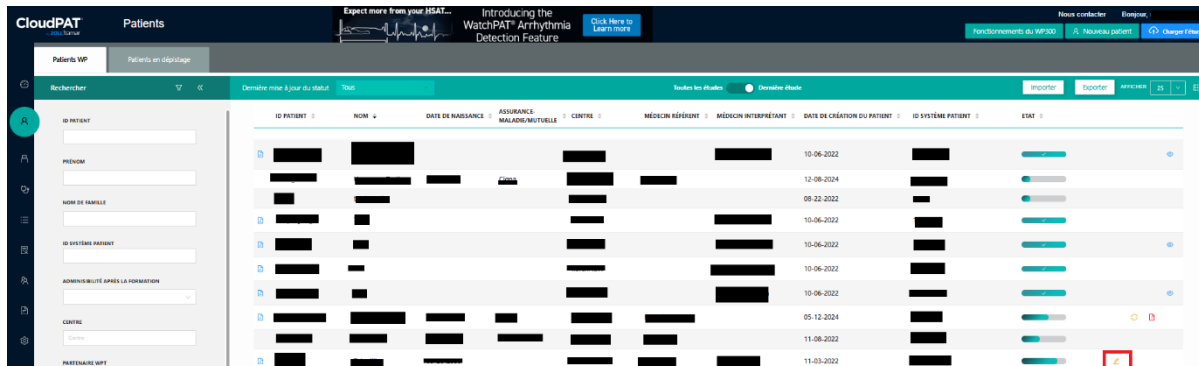 CloudPAT
Patients
Expect more from your HSAT...
Introducing the
WatchPAT® Arrhythmia
Detection Feature
Click Here to
Learn more
Nous contacter
Bonjour,
Fonctionnements du WP300
Nouveau patient
Charger l'étude
Patients WP
Patients en dépistage
Rechercher
Dernière mise à jour du statut
Tous
Toutes les études
Dernière étude
Importer
Exporter
AFFICHER
25
ID PATIENT
NOM
DATE DE NAISSANCE
ASSURANCE-
MALADIE/MUTUELLE
CENTRE
MÉDECIN RÉFÉRENT
MÉDECIN INTERPRÉTANT
DATE DE CRÉATION DU PATIENT
ID SYSTÈME PATIENT
ETAT
ID PATIENT
PRÉNOM
NOM DE FAMILLE
ID SYSTÈME PATIENT
ADMINISIBILITÉ APRÈS LA FORMATION
CENTRE
Centre
PARTENAIRE WPT
10-06-2022
12-08-2024
08-22-2022
10-06-2022
10-06-2022
10-06-2022
10-06-2022
05-12-2024
11-08-2022
11-03-2022